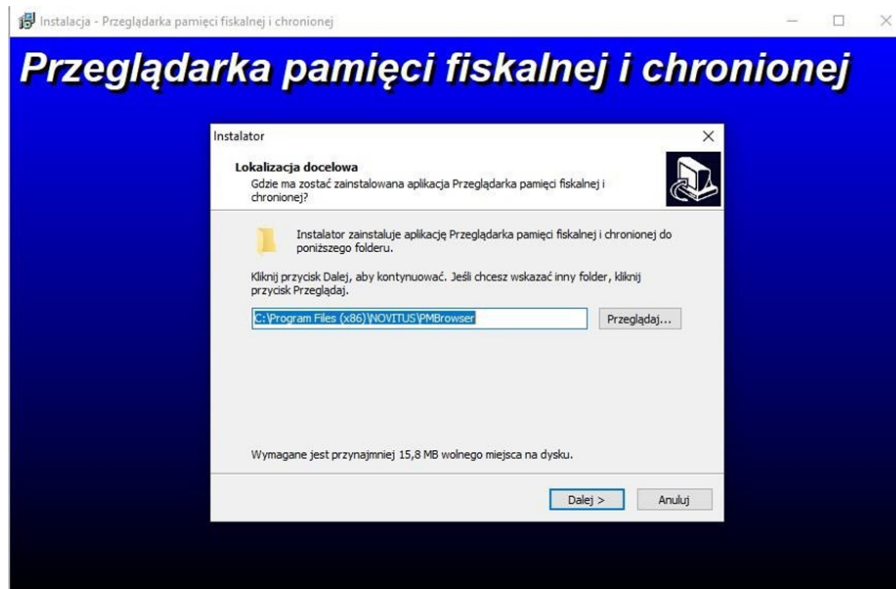 Instalacja - Przeglądarka pamięci fiskalnej i chronionej
Przeglądarka pamięci fiskalnej i chronionej
Instalator
Lokalizacja docelowa
Gdzie ma zostać zainstalowana aplikacja Przeglądarka pamięci fiskalnej i
chronionej?
Instalator zainstaluje aplikację Przeglądarka pamięci fiskalnej i chronionej do
poniższego folderu.
Kliknij przycisk Dalej, aby kontynuować. Jeśli chcesz wskazać inny folder, kliknij
przycisk Przeglądaj.
C:\Program Files (x86)\NOVITUS\PMBrowser
Przeglądaj...
Wymagane jest przynajmniej 15,8 MB wolnego miejsca na dysku.
Dalej >
Anuluj